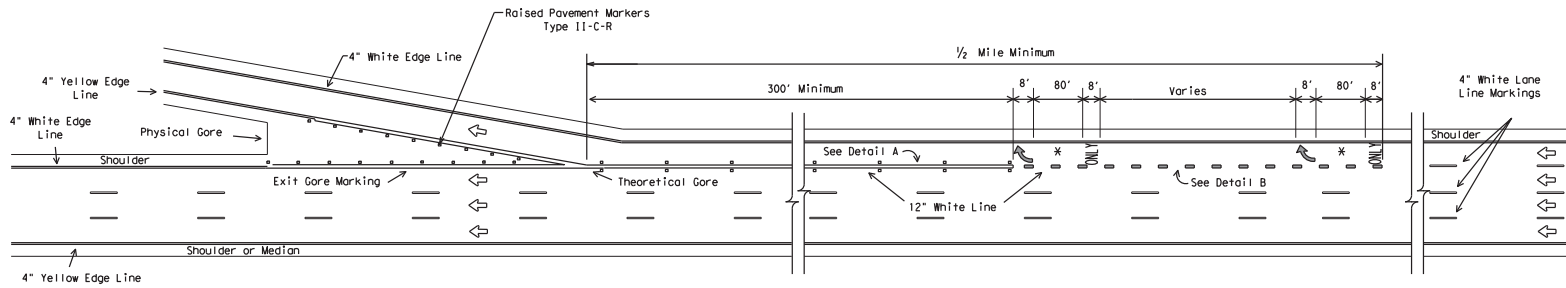 Raised Pavement Markers
Type II-C-R
4" White Edge Line
½ Mile Minimum
4" Yellow Edge
Line
300' Minimum
8'
80'
8'
Varies
8'
80'
8'
4" White Lane
Line Markings
4" White Edge
Line
Physical Gore
Shoulder
Shoulder
See Detail A
*
ONLY
*
ONLY
Exit Gore Marking
Theoretical Gore
See Detail B
12" White Line
Shoulder or Median
4" Yellow Edge Line